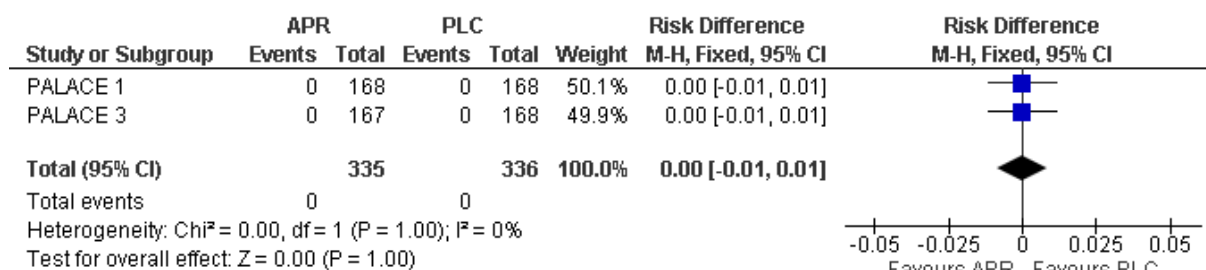 APR PLC Risk Difference Risk Difference
Study or Subgroup Events Total Events Total Weight M-H, Fixed, 95% CI M-H, Fixed, 95% CI
PALACE 1 0 168 0 168 50.1% 0.00 [-0.01, 0.01]
PALACE 3 0 167 0 168 49.9% 0.00 [-0.01, 0.01]
Total (95% CI) 335 336 100.0% 0.00 [-0.01, 0.01]
Total events 0 0
Heterogeneity: Chi² = 0.00, df = 1 (P = 1.00); I² = 0%
Test for overall effect: Z = 0.00 (P = 1.00)
-0.05 -0.025 0 0.025 0.05
Favours APR Favours PLC